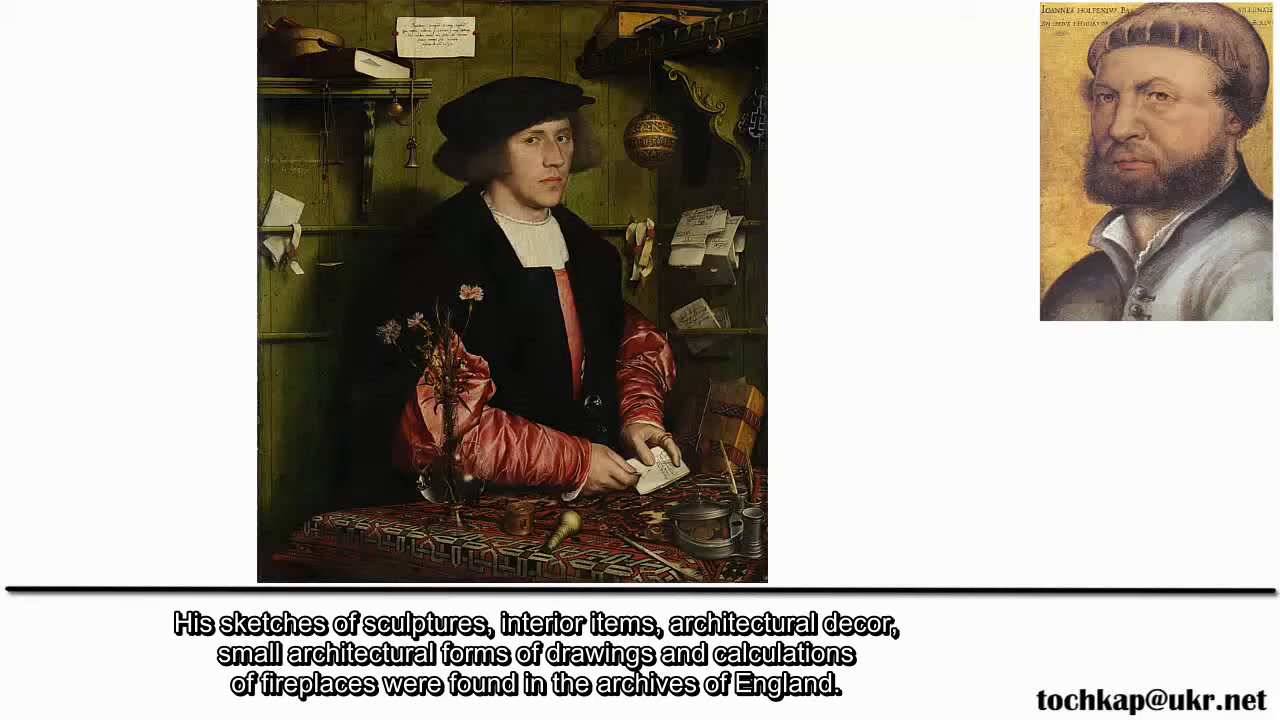 IOANNES HOLPENIVS BA
His sketches of sculptures, interior items, architectural decor,
small architectural forms of drawings and calculations
of fireplaces were found in the archives of England.
tochkap@ukr.net